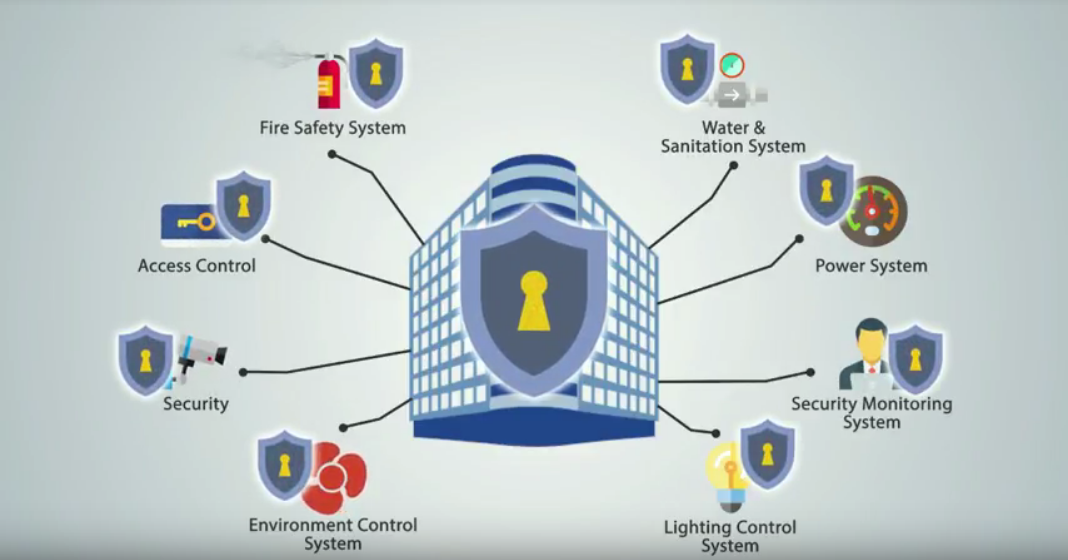 Fire Safety System
Water &
Sanitation System
Access Control
Power System
Security
Security Monitoring
System
Environment Control
System
Lighting Control
System